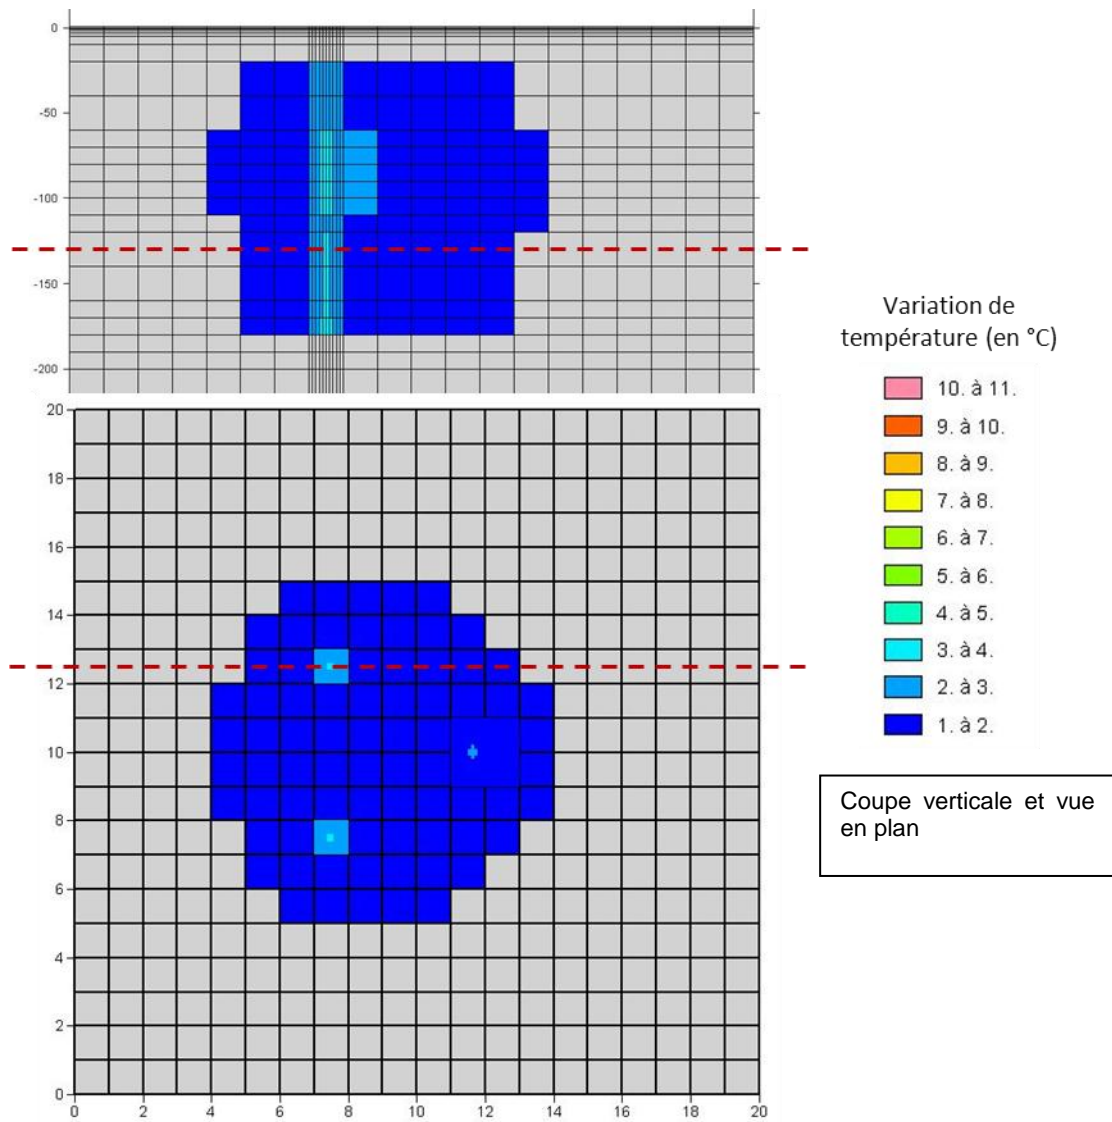 0
-50
-100
-150
-200
20
18
16
14
12
10
8
6
4
2
0
0 2 4 6 8 10 12 14 16 18 20
Variation de
température (en °C)
10. à 11.
9. à 10.
8. à 9.
7. à 8.
6. à 7.
5. à 6.
4. à 5.
3. à 4.
2. à 3.
1. à 2.
Coupe verticale et vue
en plan